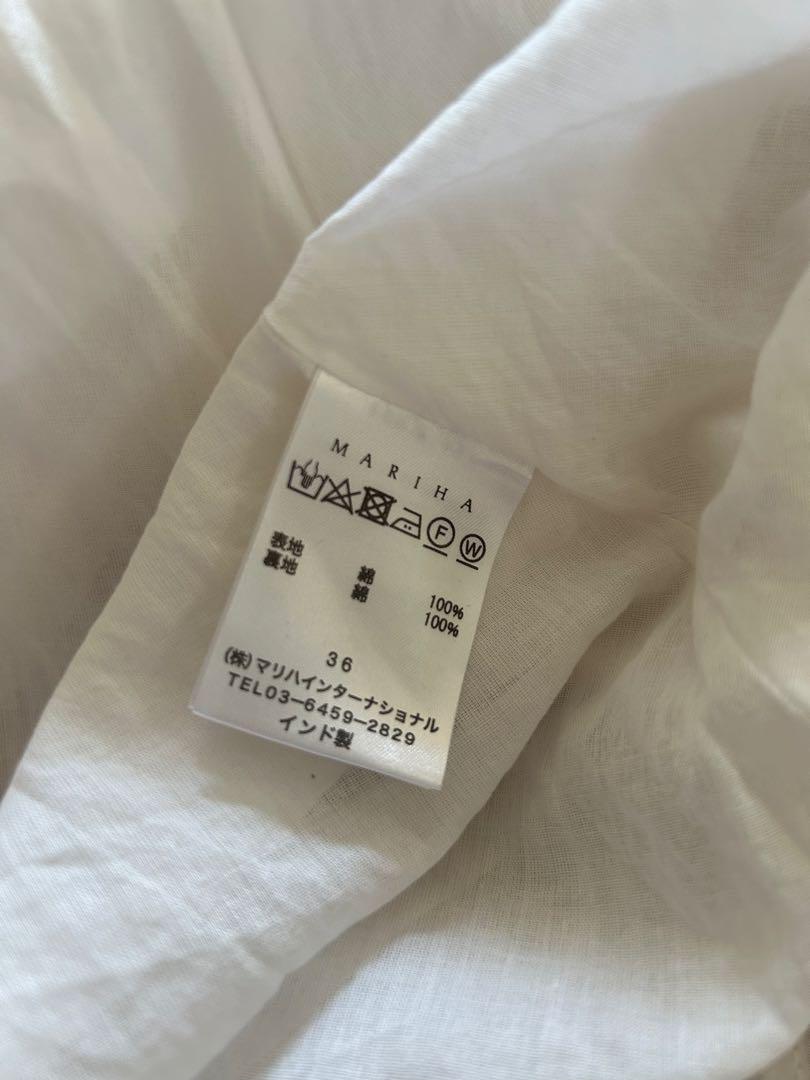 MARIHA
F W
表地 綿 100%
裏地 綿 100%
36
(株)マリハインターナショナル
TEL03-6459-2829
インド製